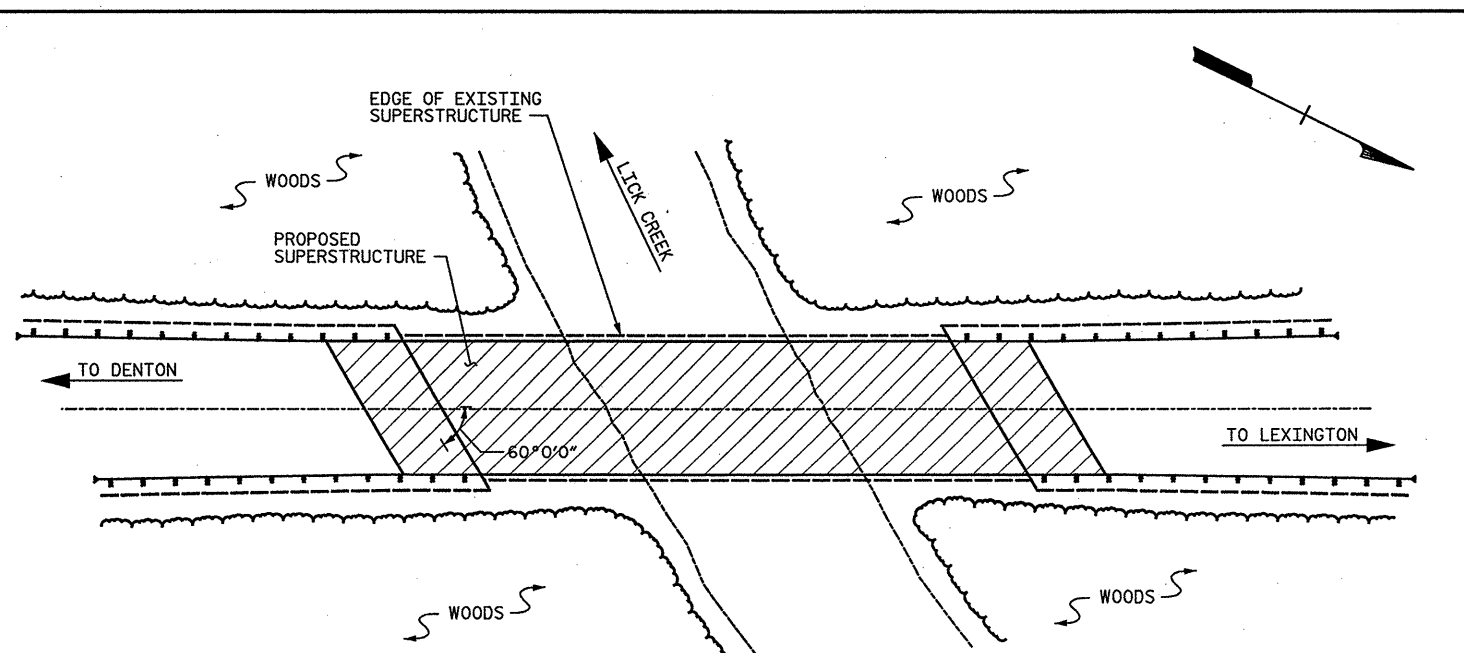 EDGE OF EXISTING
SUPERSTRUCTURE
WOODS
LICK CREEK
WOODS
PROPOSED
SUPERSTRUCTURE
TO DENTON
60°0'0"
TO LEXINGTON
WOODS
WOODS